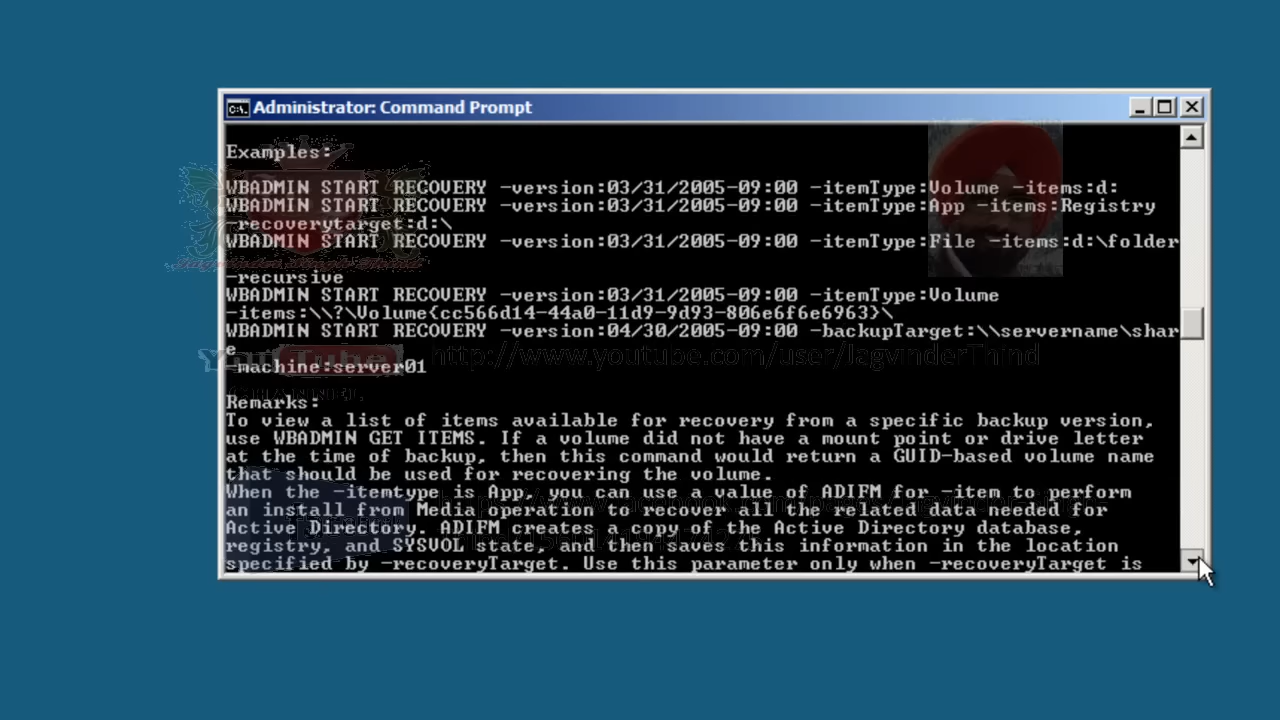 Administrator: Command Prompt
Examples:
WBADMIN START RECOVERY -version:03/31/2005-09:00 -itemType:Volume -items:d:
WBADMIN START RECOVERY -version:03/31/2005-09:00 -itemType:App -items:Registry
-recoverytarget:d:\
WBADMIN START RECOVERY -version:03/31/2005-09:00 -itemType:File -items:d:\folder
-recursive
WBADMIN START RECOVERY -version:03/31/2005-09:00 -itemType:Volume
-items:\\?\Volume{cc566d14-44a0-11d9-9d93-806e6f6e6963}\
WBADMIN START RECOVERY -version:04/30/2005-09:00 -backupTarget:\\servername\shar
e
YouTube http://www.youtube.com/user/lagvinderThind
-machine:server01
CHANNEL
Remarks:
To view a list of items available for recovery from a specific backup version,
use WBADMIN GET ITEMS. If a volume did not have a mount point or drive letter
at the time of backup, then this command would return a GUID-based volume name
that should be used for recovering the volume.
When the -itemtype is App, you can use a value of ADIFM for -item to perform
an install from Media operation to recover all the related data needed for
Active Directory. ADIFM creates a copy of the Active Directory database,
registry, and SYSVOL state, and then saves this information in the location
specified by -recoveryTarget. Use this parameter only when -recoveryTarget is